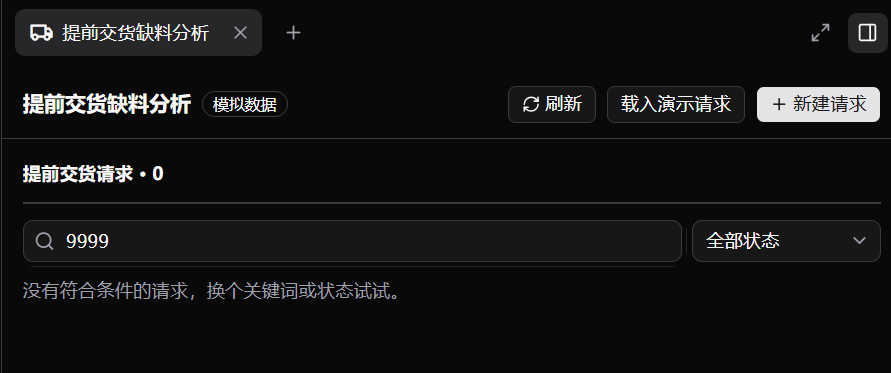 提前交货缺料分析
提前交货缺料分析 模拟数据 刷新 载入演示请求 + 新建请求
提前交货请求 • 0
9999 全部状态
没有符合条件的请求，换个关键词或状态试试。